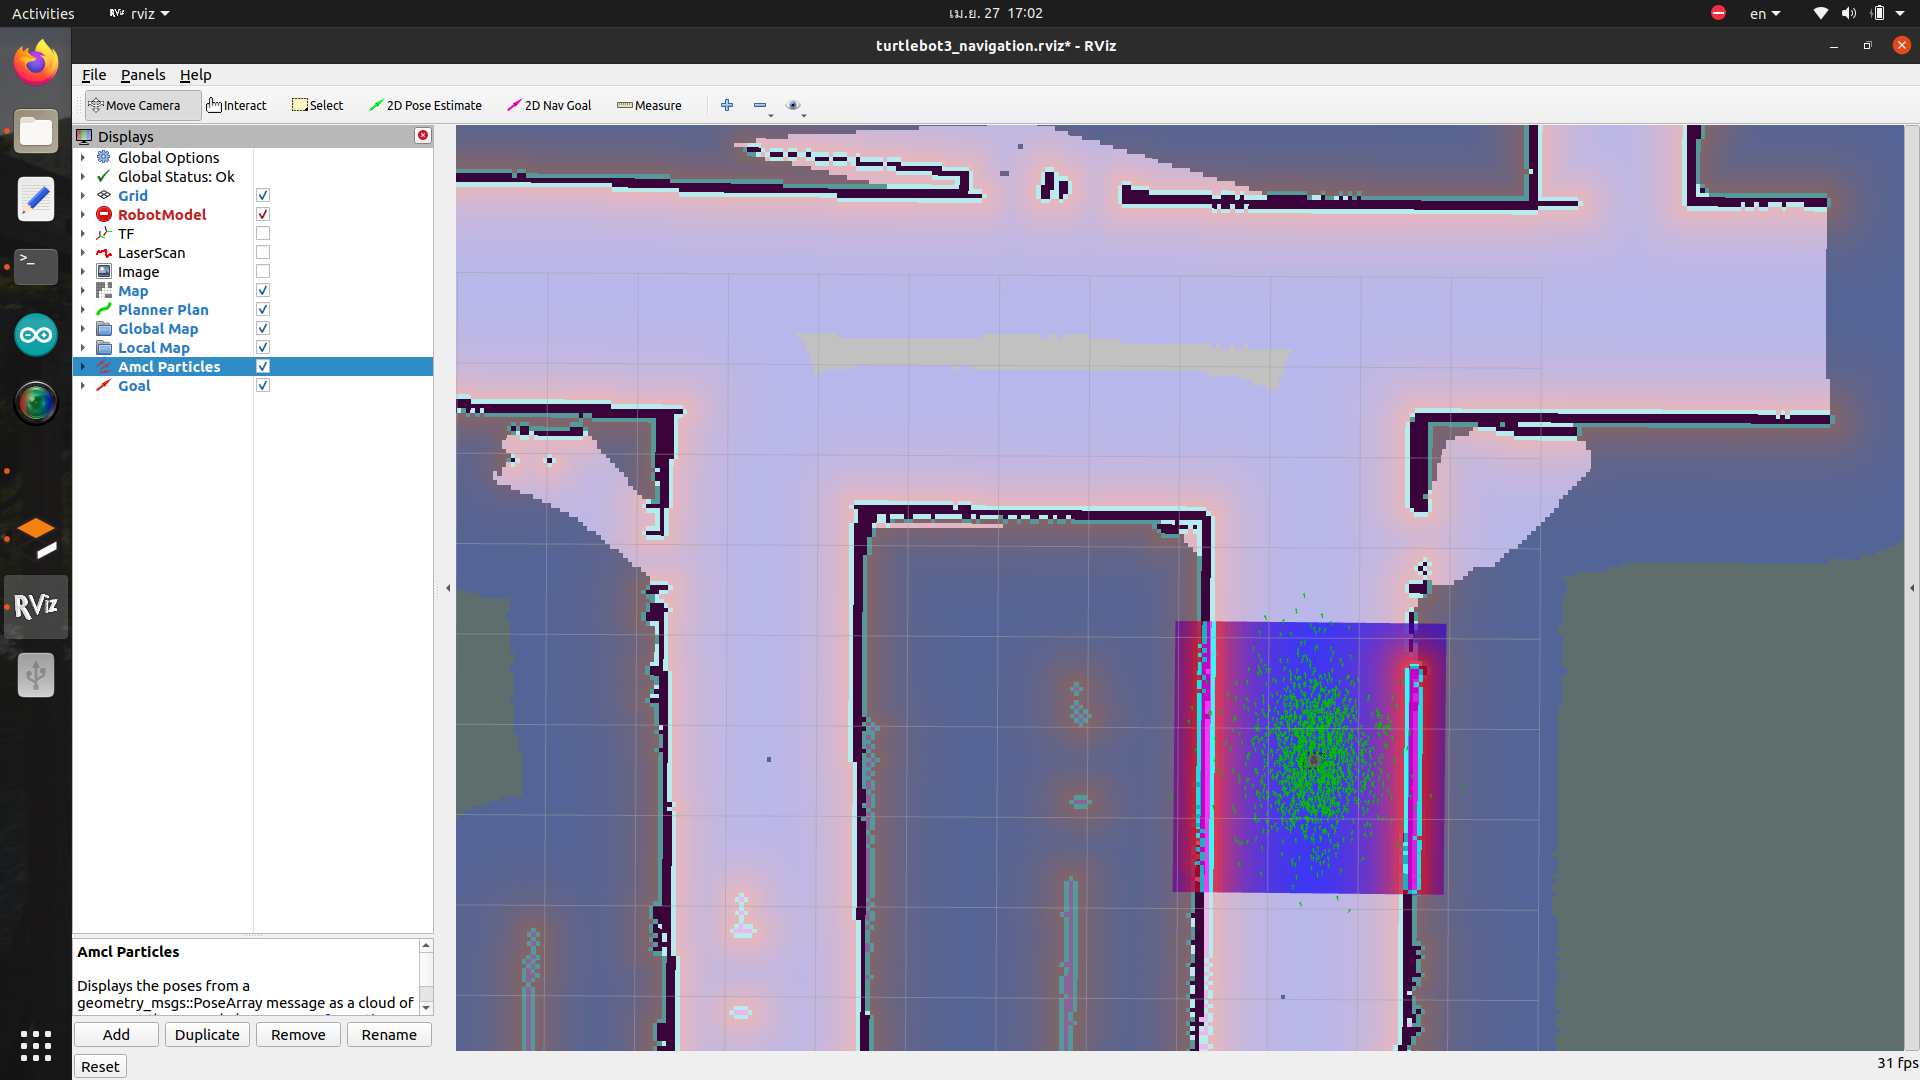 Activities
RViz rviz
เม.ย. 27 17:02
en
turtlebot3_navigation.rviz* - RViz
File Panels Help
Move Camera Interact Select 2D Pose Estimate 2D Nav Goal Measure
Displays
Global Options
Global Status: Ok
Grid
RobotModel
TF
LaserScan
Image
Map
Planner Plan
Global Map
Local Map
Amcl Particles
Goal
>_
RViz
Amcl Particles
Displays the poses from a
geometry_msgs::PoseArray message as a cloud of
Add Duplicate Remove Rename
Reset
31 fps